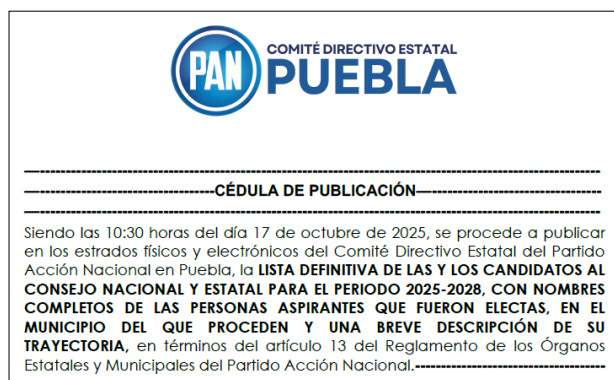 PAN
COMITÉ DIRECTIVO ESTATAL
PUEBLA
—-----------------------------------------------------------------------------------------------------------
—-----------------------------------CÉDULA DE PUBLICACIÓN—-----------------------------------
—-----------------------------------------------------------------------------------------------------------
Siendo las 10:30 horas del día 17 de octubre de 2025, se procede a publicar
en los estrados físicos y electrónicos del Comité Directivo Estatal del Partido
Acción Nacional en Puebla, la LISTA DEFINITIVA DE LAS Y LOS CANDIDATOS AL
CONSEJO NACIONAL Y ESTATAL PARA EL PERIODO 2025-2028, CON NOMBRES
COMPLETOS DE LAS PERSONAS ASPIRANTES QUE FUERON ELECTAS, EN EL
MUNICIPIO DEL QUE PROCEDEN Y UNA BREVE DESCRIPCIÓN DE SU
TRAYECTORIA, en términos del artículo 13 del Reglamento de los Órganos
Estatales y Municipales del Partido Acción Nacional.------------------------------------